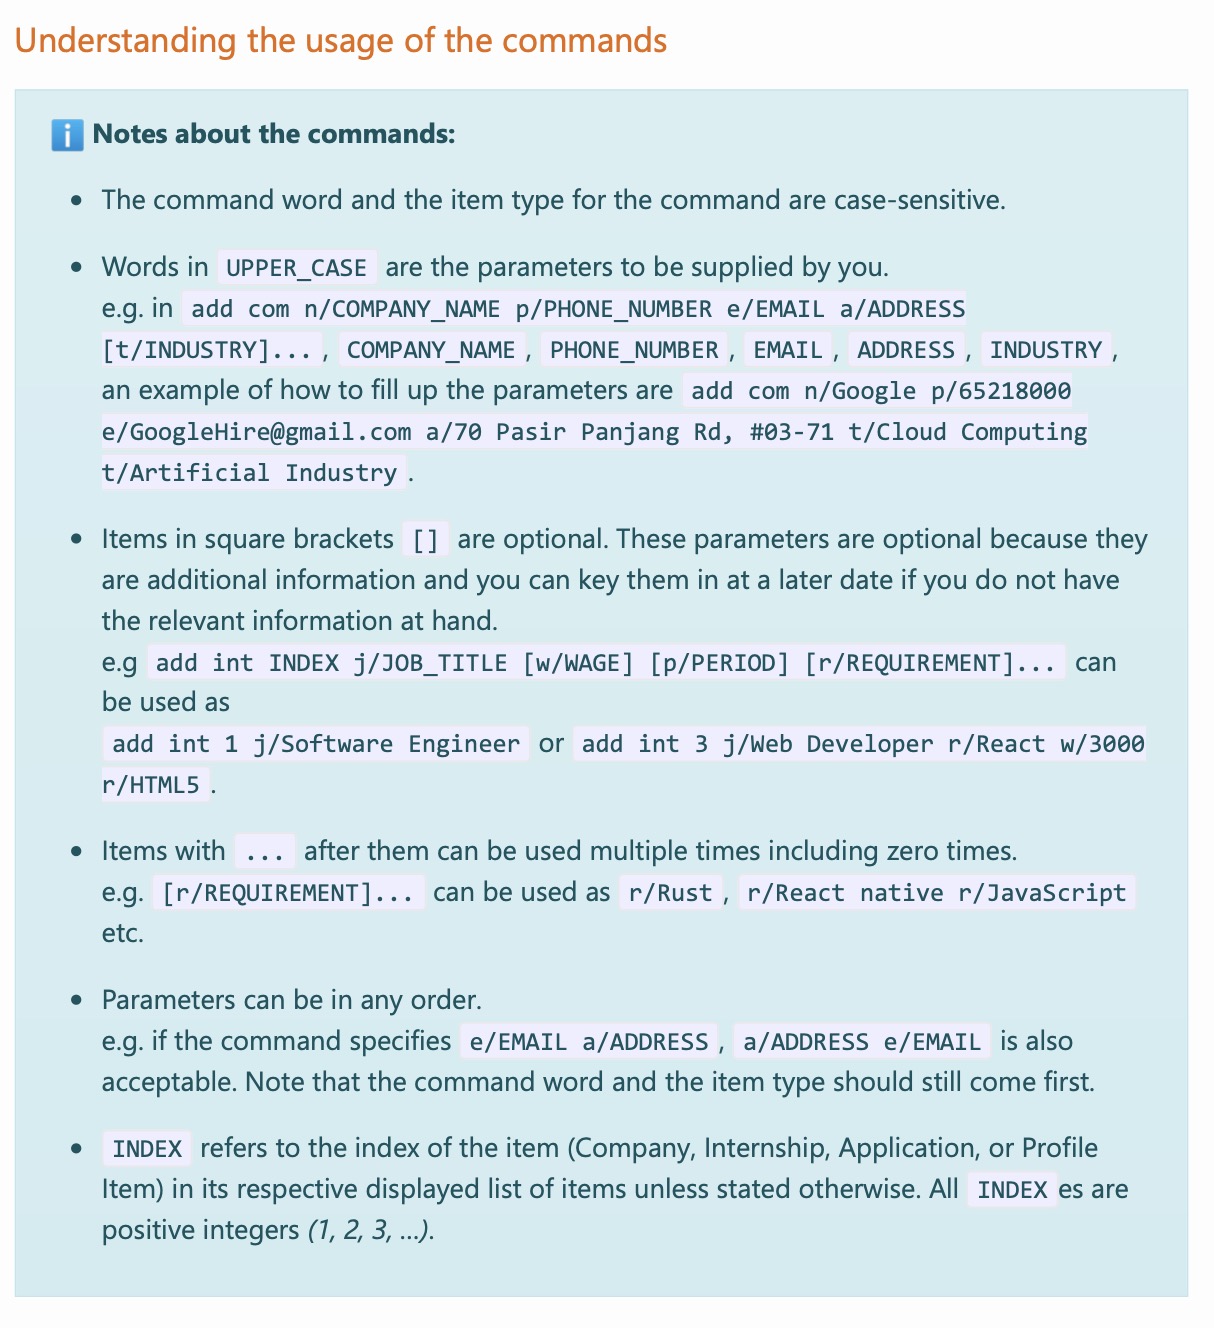 Understanding the usage of the commands
ℹ️ Notes about the commands:
• The command word and the item type for the command are case-sensitive.
• Words in UPPER_CASE are the parameters to be supplied by you.
e.g. in add com n/COMPANY_NAME p/PHONE_NUMBER e/EMAIL a/ADDRESS
[t/INDUSTRY]..., COMPANY_NAME, PHONE_NUMBER, EMAIL, ADDRESS, INDUSTRY,
an example of how to fill up the parameters are add com n/Google p/65218000
e/GoogleHire@gmail.com a/70 Pasir Panjang Rd, #03-71 t/Cloud Computing
t/Artificial Industry.
• Items in square brackets [] are optional. These parameters are optional because they
are additional information and you can key them in at a later date if you do not have
the relevant information at hand.
e.g add int INDEX j/JOB_TITLE [w/WAGE] [p/PERIOD] [r/REQUIREMENT]... can
be used as
add int 1 j/Software Engineer or add int 3 j/Web Developer r/React w/3000
r/HTML5.
• Items with ... after them can be used multiple times including zero times.
e.g. [r/REQUIREMENT]... can be used as r/Rust, r/React native r/JavaScript
etc.
• Parameters can be in any order.
e.g. if the command specifies e/EMAIL a/ADDRESS, a/ADDRESS e/EMAIL is also
acceptable. Note that the command word and the item type should still come first.
• INDEX refers to the index of the item (Company, Internship, Application, or Profile
Item) in its respective displayed list of items unless stated otherwise. All INDEXes are
positive integers (1, 2, 3, …).